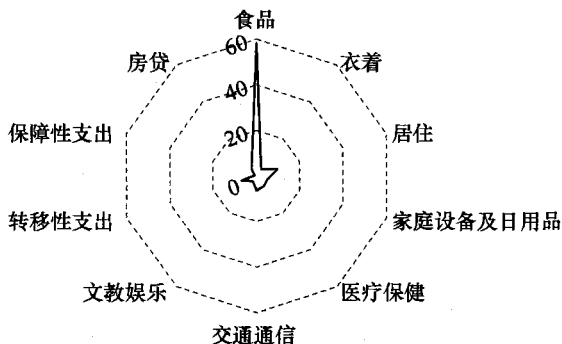 食品
60
房贷
衣着
40
保障性支出
20
居住
0
转移性支出
家庭设备及日用品
文教娱乐
医疗保健
交通通信